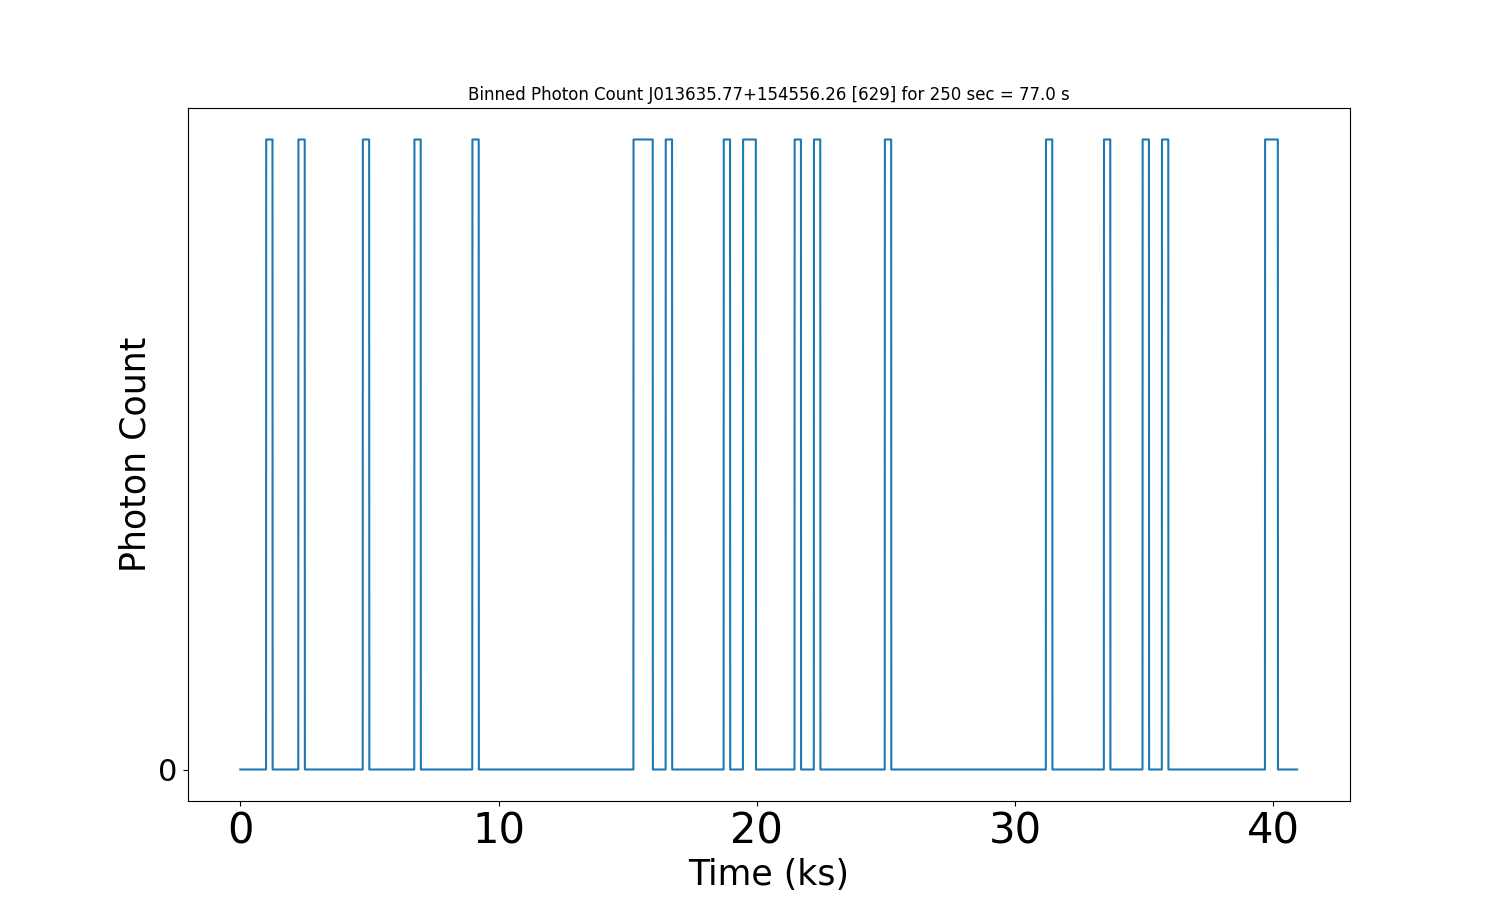 Binned Photon Count J013635.77+154556.26 [629] for 250 sec = 77.0 s
Photon Count
0
0 10 20 30 40
Time (ks)